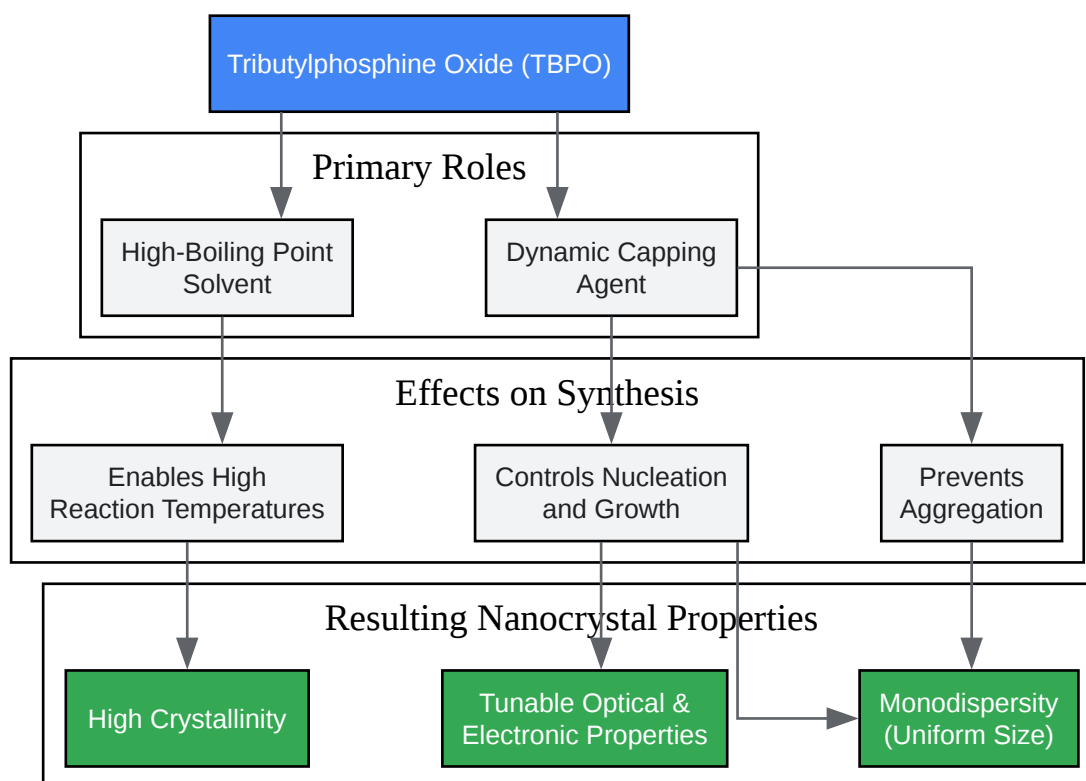 Tributylphosphine Oxide (TBPO)
Primary Roles
High-Boiling Point
Solvent
Dynamic Capping
Agent
Effects on Synthesis
Enables High
Reaction Temperatures
Controls Nucleation
and Growth
Prevents
Aggregation
Resulting Nanocrystal Properties
High Crystallinity
Tunable Optical &
Electronic Properties
Monodispersity
(Uniform Size)